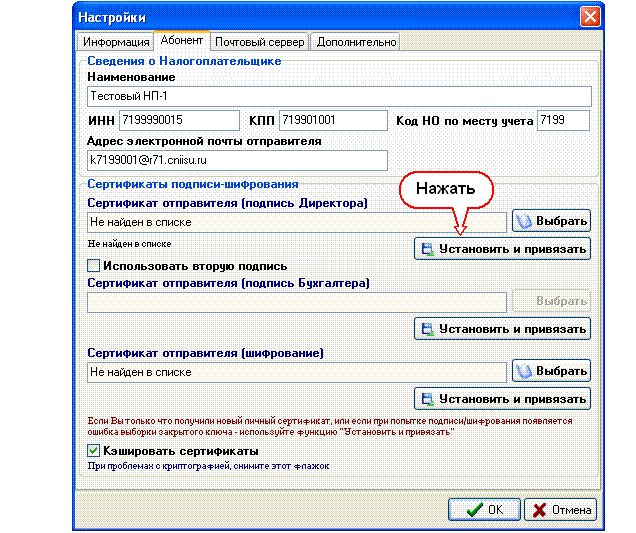 Настройки
Информация Абонент Почтовый сервер Дополнительно
Сведения о Налогоплательщике
Наименование
Тестовый НП-1
ИНН 7199990015 КПП 719901001 Код НО по месту учета 7199
Адрес электронной почты отправителя
k7199001@r71.cniisu.ru
Сертификаты подписи-шифрования
Нажать
Сертификат отправителя (подпись Директора)
Не найден в списке Выбрать
Не найден в списке
Установить и привязать
Использовать вторую подпись
Сертификат отправителя (подпись Бухгалтера)
Выбрать
Установить и привязать
Сертификат отправителя (шифрование)
Не найден в списке Выбрать
Установить и привязать
Если Вы только что получили новый личный сертификат, или если при попытке подписи/шифрования появляется
ошибка выборки закрытого ключа - используйте функцию "Установить и привязать"
Кэшировать сертификаты
При проблемах с криптографией, снимите этот флажок
OK Отмена